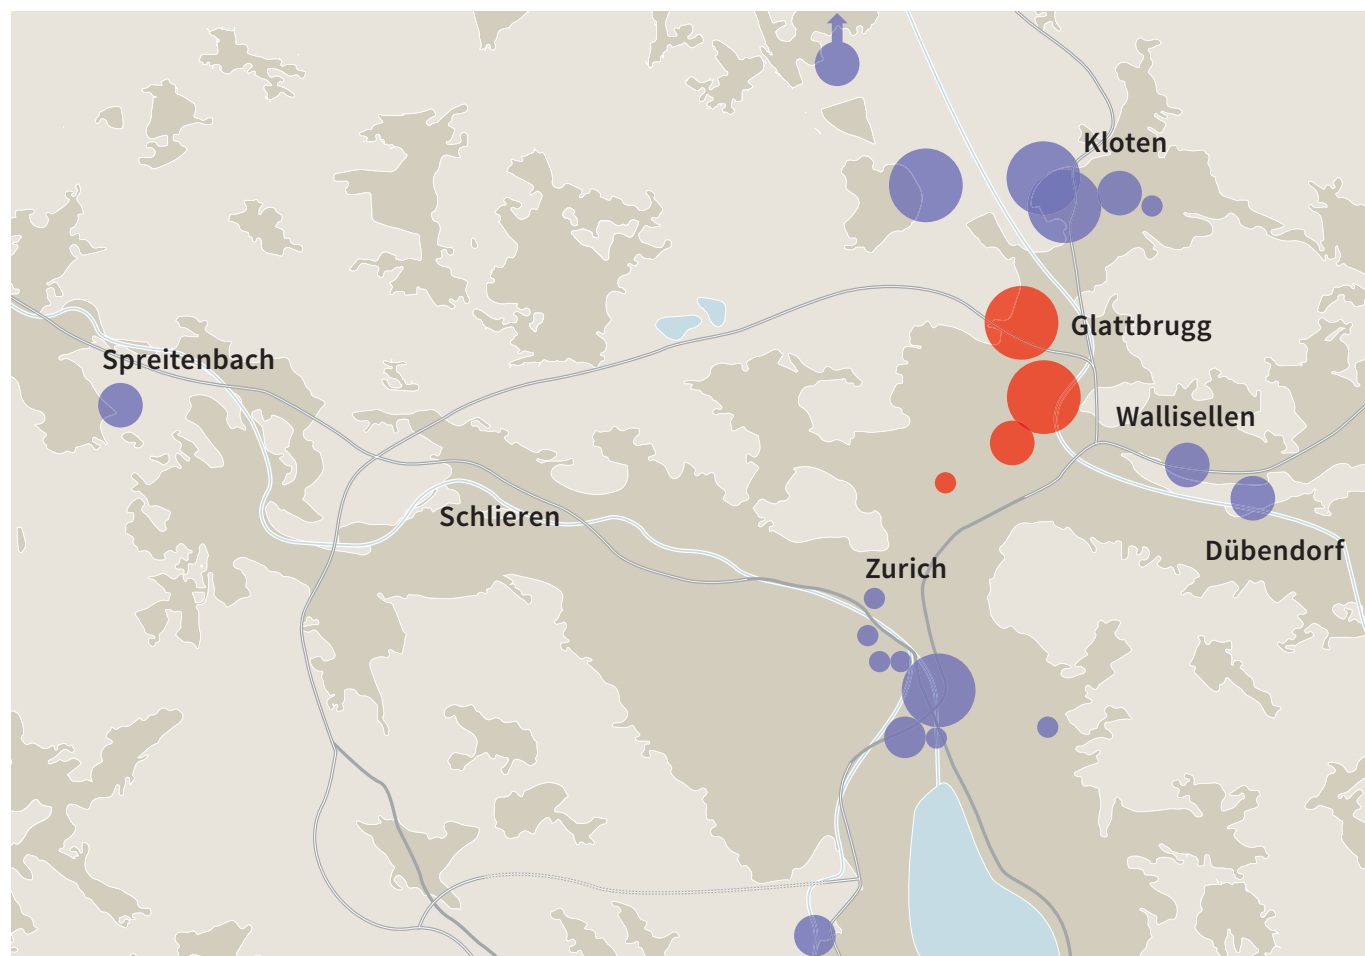 Kloten
Glattbrugg
Spreitenbach
Wallisellen
Schlieren
Dübendorf
Zurich